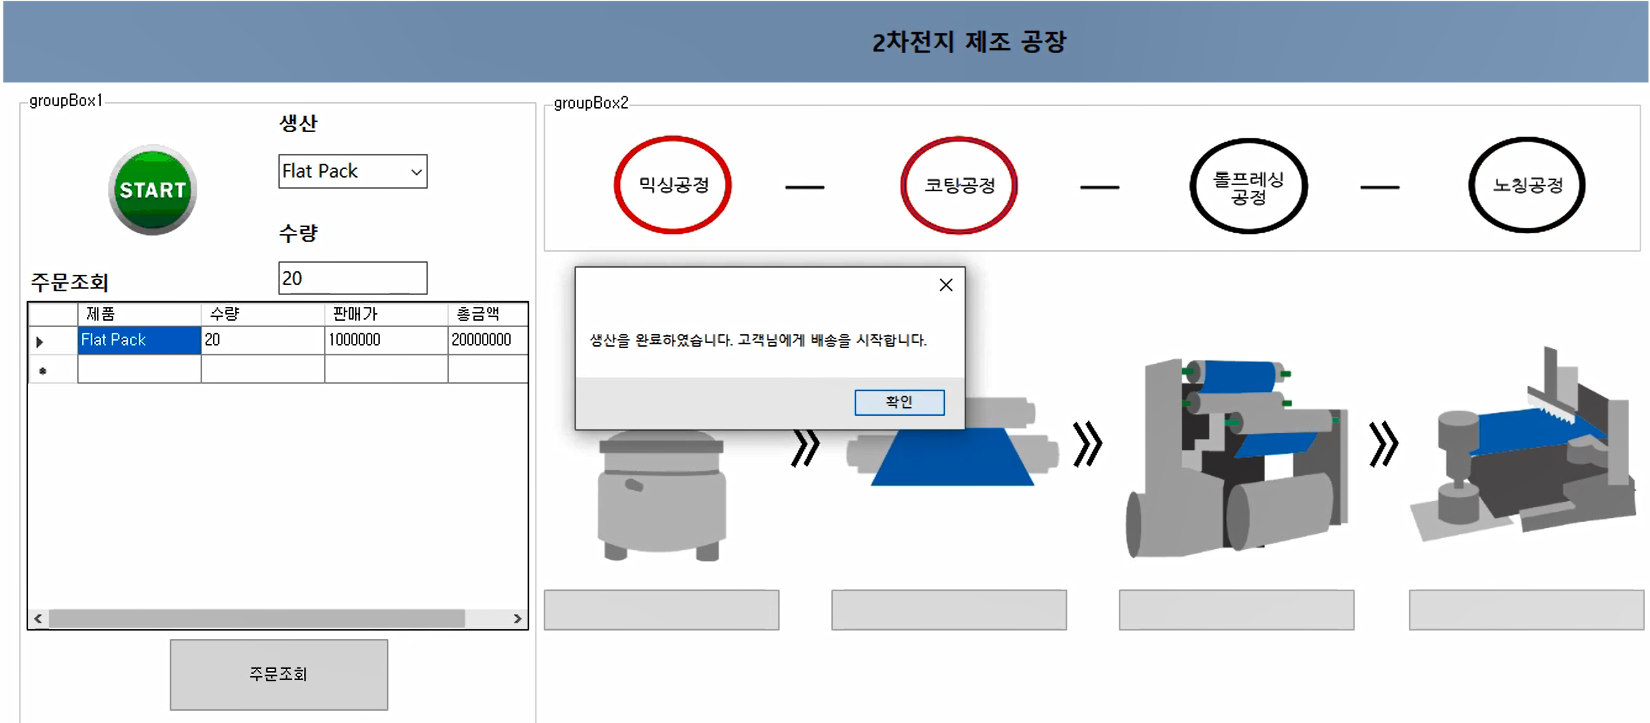 2차전지 제조 공장
groupBox1
생산
START
Flat Pack
수량
20
주문조회
제품 수량 판매가 총금액
Flat Pack 20 1000000 20000000
주문조회
groupBox2
믹싱공정
코팅공정
롤프레싱
공정
노칭공정
생산을 완료하였습니다. 고객님에게 배송을 시작합니다.
확인